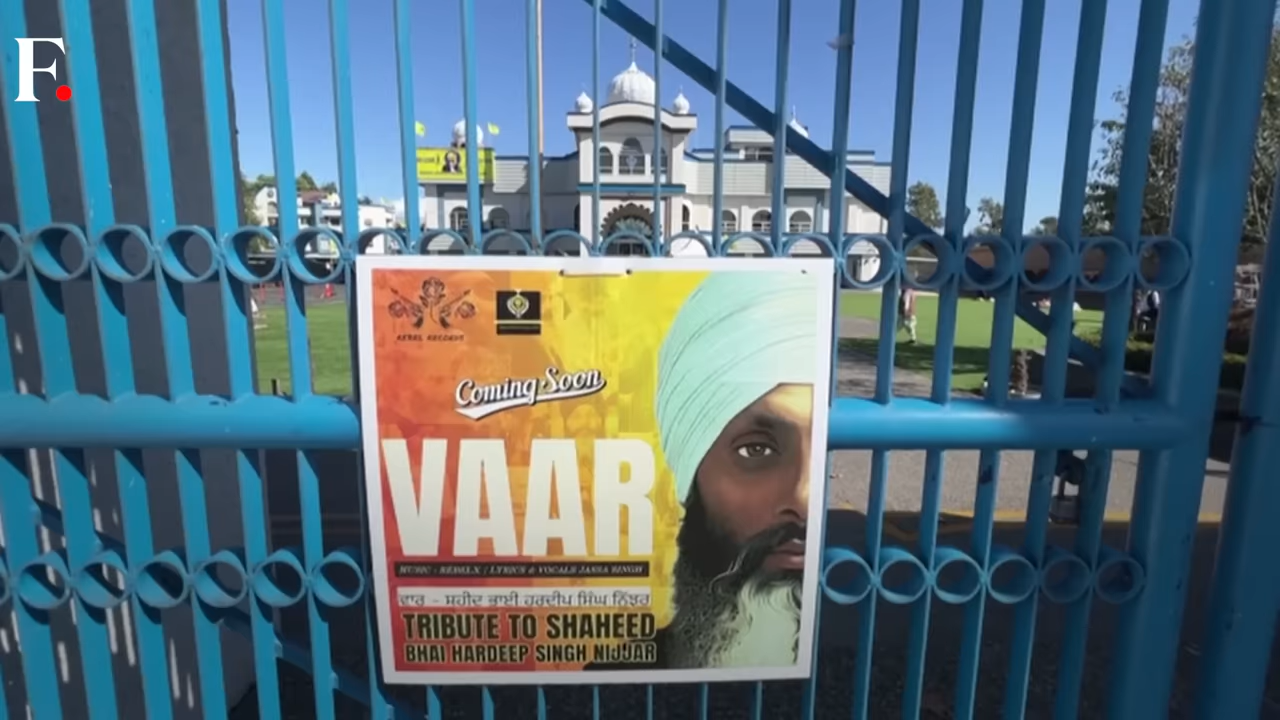 F.
REBEL RECORDS
Coming Soon
VAAR
MUSIC - REBELX / LYRICS & VOCALS JASSA SINGH
ਵਾਰ - ਸ਼ਹੀਦ ਭਾਈ ਹਰਦੀਪ ਸਿੰਘ ਨਿੱਝਰ
TRIBUTE TO SHAHEED
BHAI HARDEEP SINGH NIJJAR